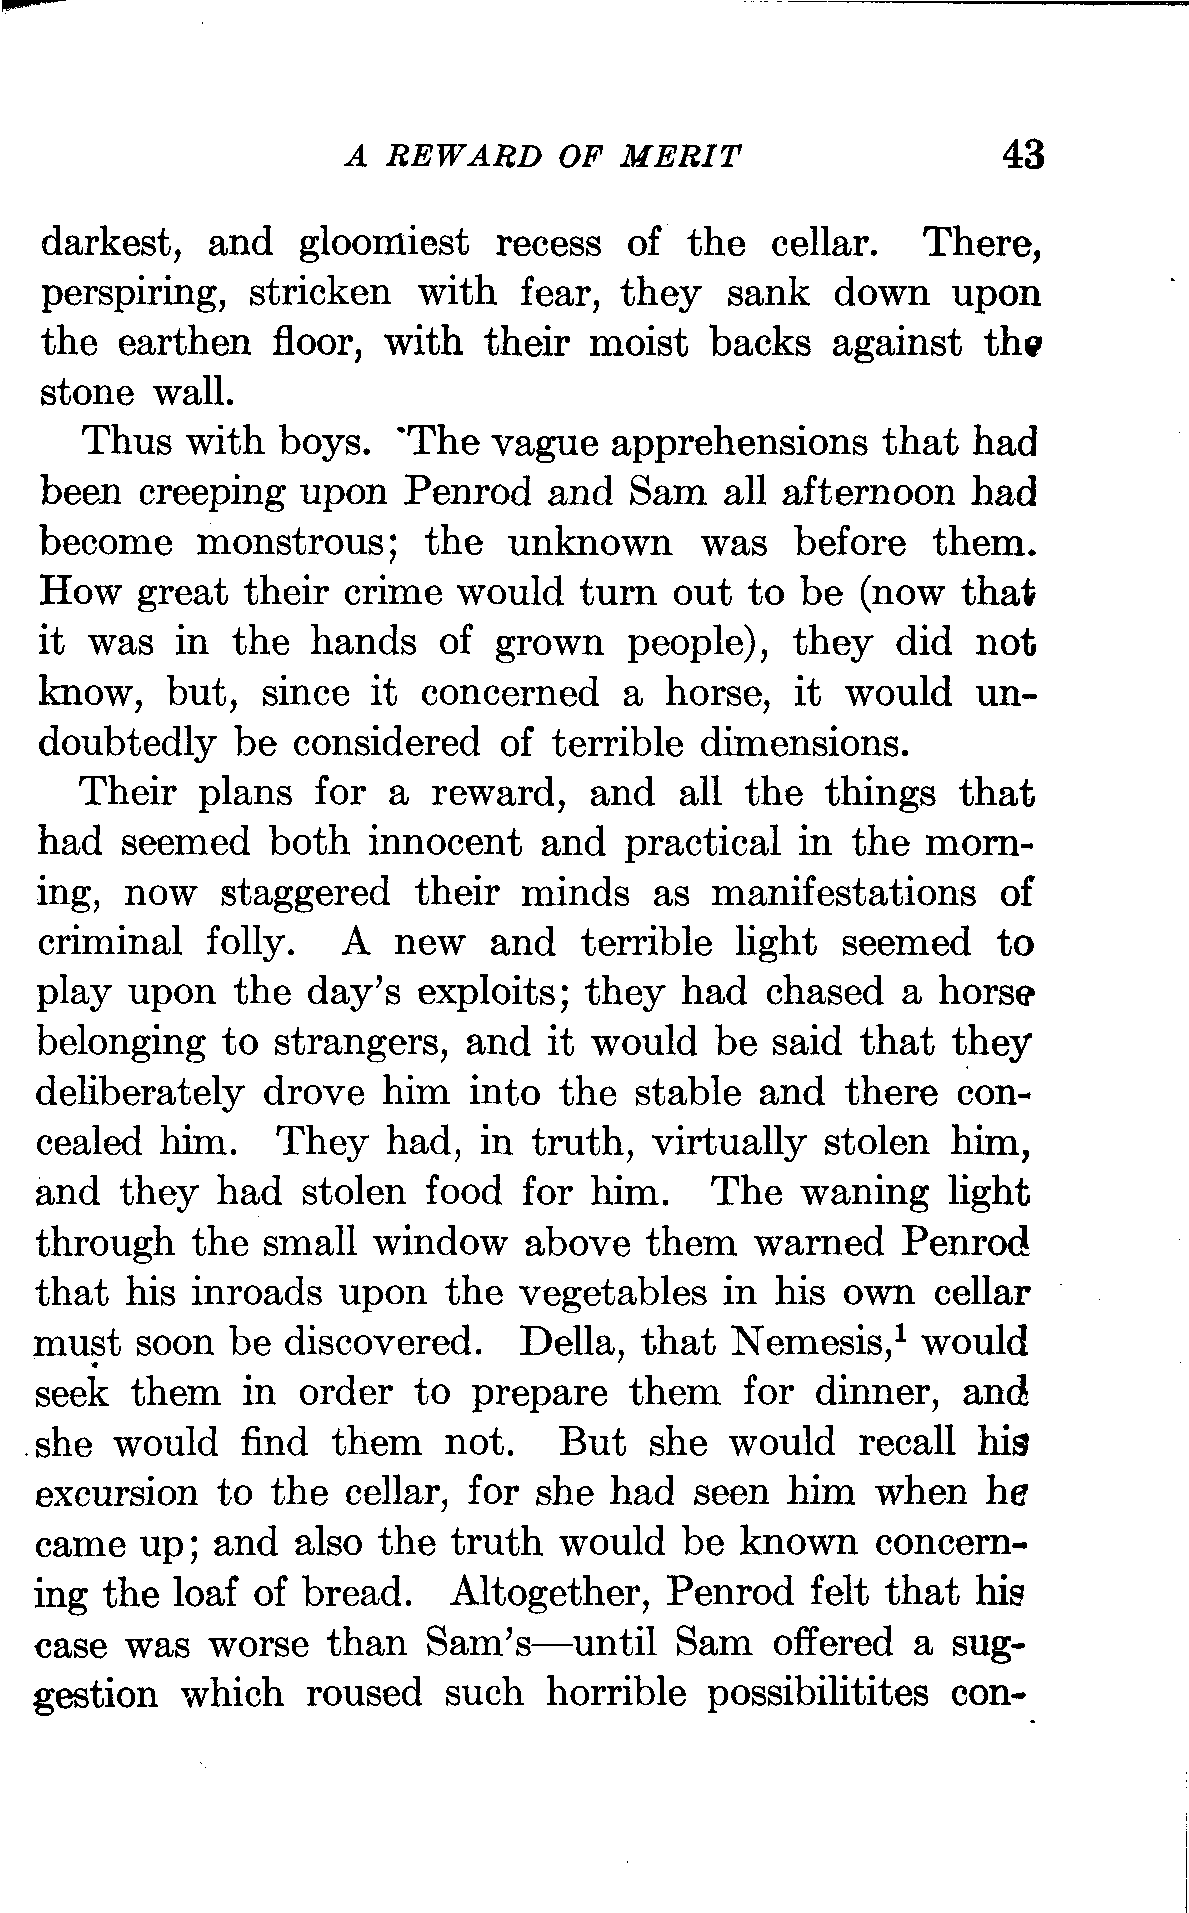 A REWARD OF MERIT 43
darkest, and gloomiest recess of the cellar. There,
perspiring, stricken with fear, they sank down upon
the earthen floor, with their moist backs against the
stone wall.
Thus with boys. The vague apprehensions that had
been creeping upon Penrod and Sam all afternoon had
become monstrous; the unknown was before them.
How great their crime would turn out to be (now that
it was in the hands of grown people), they did not
know, but, since it concerned a horse, it would un-
doubtedly be considered of terrible dimensions.
Their plans for a reward, and all the things that
had seemed both innocent and practical in the morn-
ing, now staggered their minds as manifestations of
criminal folly. A new and terrible light seemed to
play upon the day's exploits; they had chased a horse
belonging to strangers, and it would be said that they
deliberately drove him into the stable and there con-
cealed him. They had, in truth, virtually stolen him,
and they had stolen food for him. The waning light
through the small window above them warned Penrod
that his inroads upon the vegetables in his own cellar
must soon be discovered. Della, that Nemesis,¹ would
seek them in order to prepare them for dinner, and
she would find them not. But she would recall his
excursion to the cellar, for she had seen him when he
came up; and also the truth would be known concern-
ing the loaf of bread. Altogether, Penrod felt that his
case was worse than Sam's—until Sam offered a sug-
gestion which roused such horrible possibilitites con-